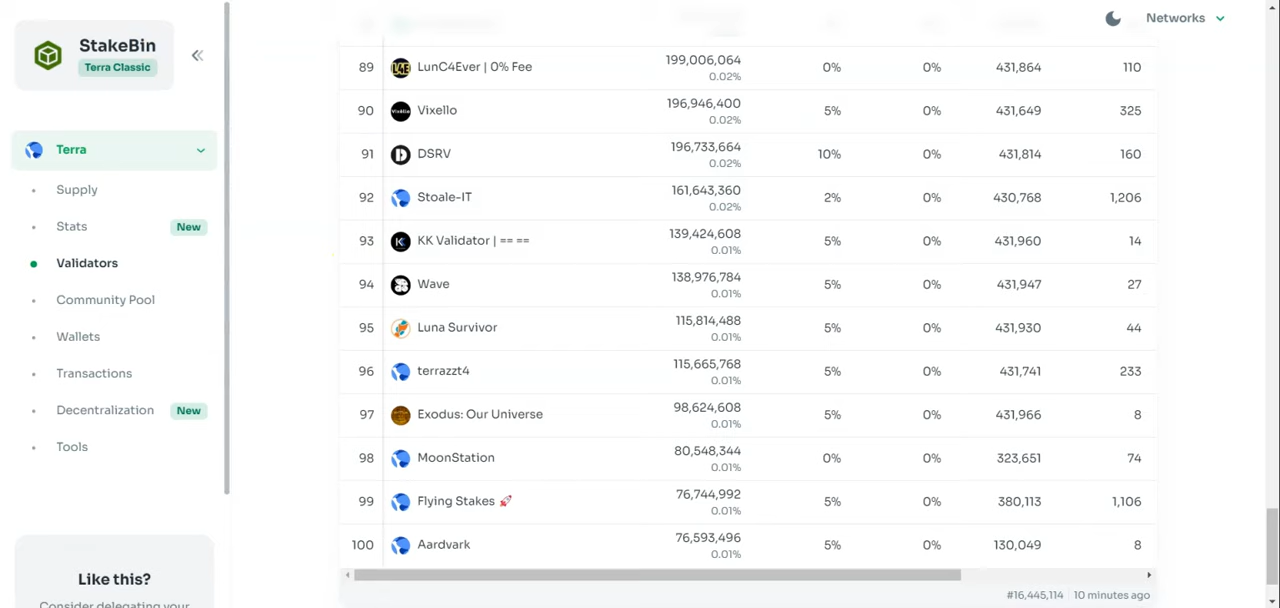 StakeBin
Terra Classic
Terra
Supply
Stats New
Validators
Community Pool
Wallets
Transactions
Decentralization New
Tools
Like this?
Consider delegating your
Networks
89 LunC4Ever | 0% Fee 199,006,064 0% 0% 431,864 110
0.02%
90 Vixello 196,946,400 5% 0% 431,649 325
0.02%
91 DSRV 196,733,664 10% 0% 431,814 160
0.02%
92 Stoale-IT 161,643,360 2% 0% 430,768 1,206
0.02%
93 KK Validator | == == 139,424,608 5% 0% 431,960 14
0.01%
94 Wave 138,976,784 5% 0% 431,947 27
0.01%
95 Luna Survivor 115,814,488 5% 0% 431,930 44
0.01%
96 terrazzt4 115,665,768 5% 0% 431,741 233
0.01%
97 Exodus: Our Universe 98,624,608 5% 0% 431,966 8
0.01%
98 MoonStation 80,548,344 0% 0% 323,651 74
0.01%
99 Flying Stakes 🚀 76,744,992 5% 0% 380,113 1,106
0.01%
100 Aardvark 76,593,496 5% 0% 130,049 8
0.01%
#16,445,114 10 minutes ago